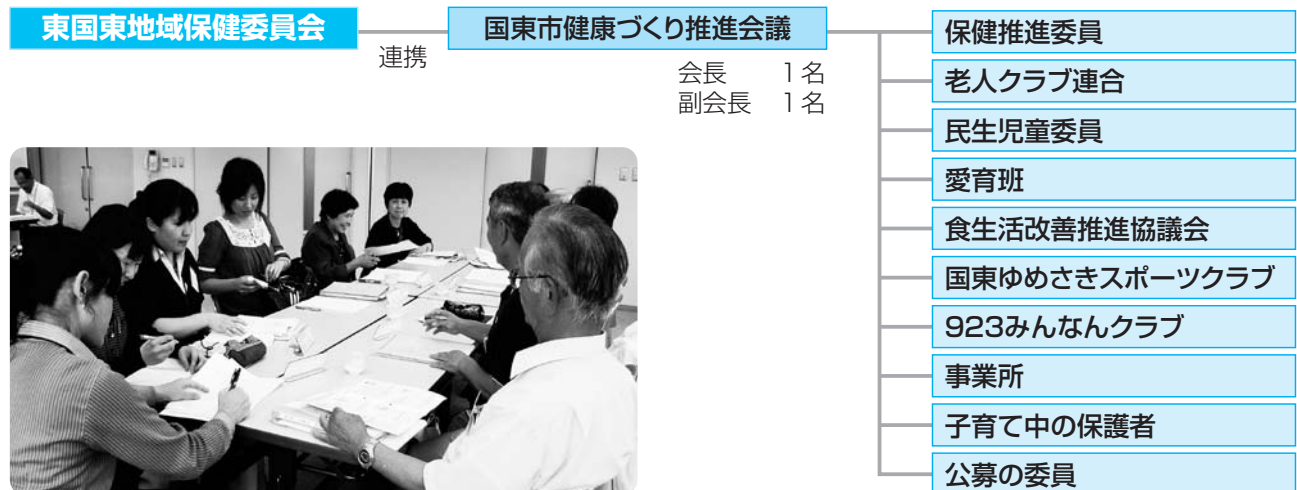 東国東地域保健委員会
連携
国東市健康づくり推進会議
会長　1名
副会長　1名
保健推進委員
老人クラブ連合
民生児童委員
愛育班
食生活改善推進協議会
国東ゆめさきスポーツクラブ
923みんなんクラブ
事業所
子育て中の保護者
公募の委員